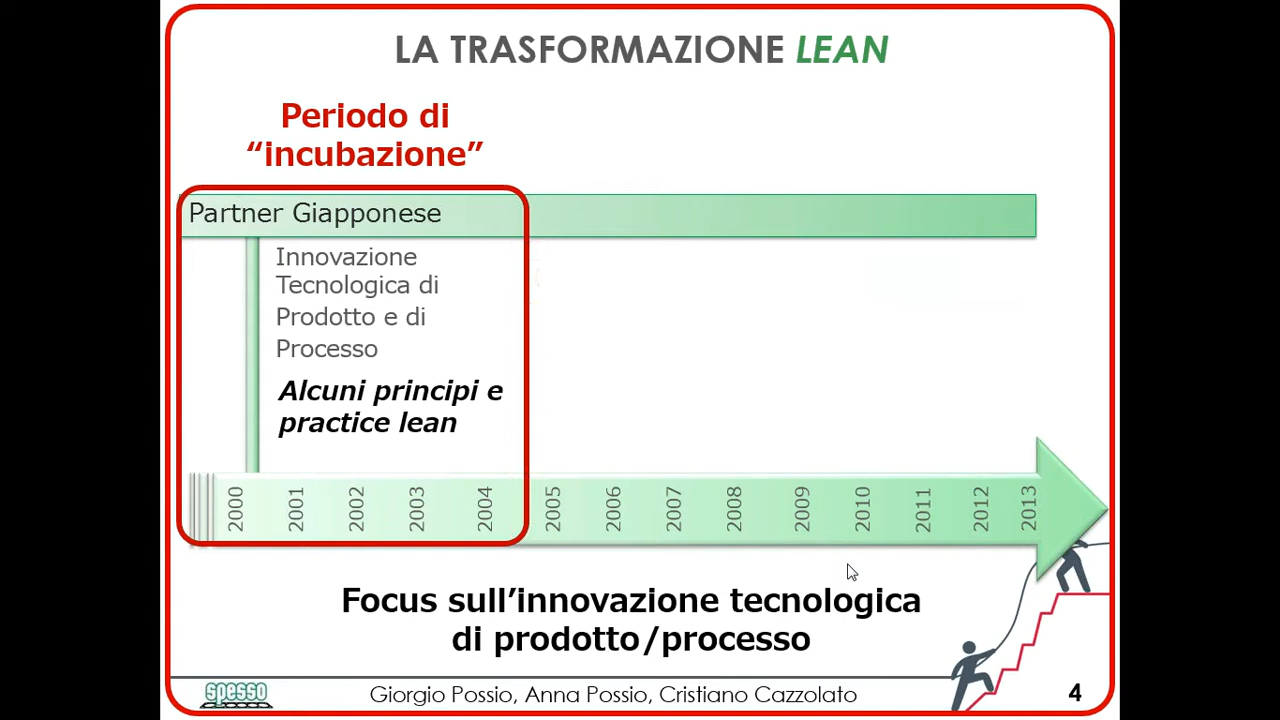 LA TRASFORMAZIONE LEAN
Periodo di
“incubazione”
Partner Giapponese
Innovazione
Tecnologica di
Prodotto e di
Processo
Alcuni principi e
practice lean
2000 2001 2002 2003 2004 2005 2006 2007 2008 2009 2010 2011 2012 2013
Focus sull’innovazione tecnologica
di prodotto/processo
spesso
Giorgio Possio, Anna Possio, Cristiano Cazzolato
4